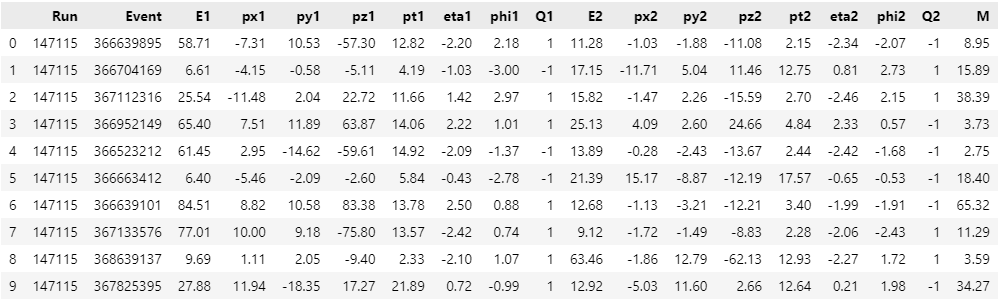 Run Event E1 px1 py1 pz1 pt1 eta1 phi1 Q1 E2 px2 py2 pz2 pt2 eta2 phi2 Q2 M
0 147115 366639895 58.71 -7.31 10.53 -57.30 12.82 -2.20 2.18 1 11.28 -1.03 -1.88 -11.08 2.15 -2.34 -2.07 -1 8.95
1 147115 366704169 6.61 -4.15 -0.58 -5.11 4.19 -1.03 -3.00 -1 17.15 -11.71 5.04 11.46 12.75 0.81 2.73 1 15.89
2 147115 367112316 25.54 -11.48 2.04 22.72 11.66 1.42 2.97 1 15.82 -1.47 2.26 -15.59 2.70 -2.46 2.15 1 38.39
3 147115 366952149 65.40 7.51 11.89 63.87 14.06 2.22 1.01 1 25.13 4.09 2.60 24.66 4.84 2.33 0.57 -1 3.73
4 147115 366523212 61.45 2.95 -14.62 -59.61 14.92 -2.09 -1.37 -1 13.89 -0.28 -2.43 -13.67 2.44 -2.42 -1.68 -1 2.75
5 147115 366663412 6.40 -5.46 -2.09 -2.60 5.84 -0.43 -2.78 -1 21.39 15.17 -8.87 -12.19 17.57 -0.65 -0.53 -1 18.40
6 147115 366639101 84.51 8.82 10.58 83.38 13.78 2.50 0.88 1 12.68 -1.13 -3.21 -12.21 3.40 -1.99 -1.91 -1 65.32
7 147115 367133576 77.01 10.00 9.18 -75.80 13.57 -2.42 0.74 1 9.12 -1.72 -1.49 -8.83 2.28 -2.06 -2.43 1 11.29
8 147115 368639137 9.69 1.11 2.05 -9.40 2.33 -2.10 1.07 1 63.46 -1.86 12.79 -62.13 12.93 -2.27 1.72 1 3.59
9 147115 367825395 27.88 11.94 -18.35 17.27 21.89 0.72 -0.99 1 12.92 -5.03 11.60 2.66 12.64 0.21 1.98 -1 34.27